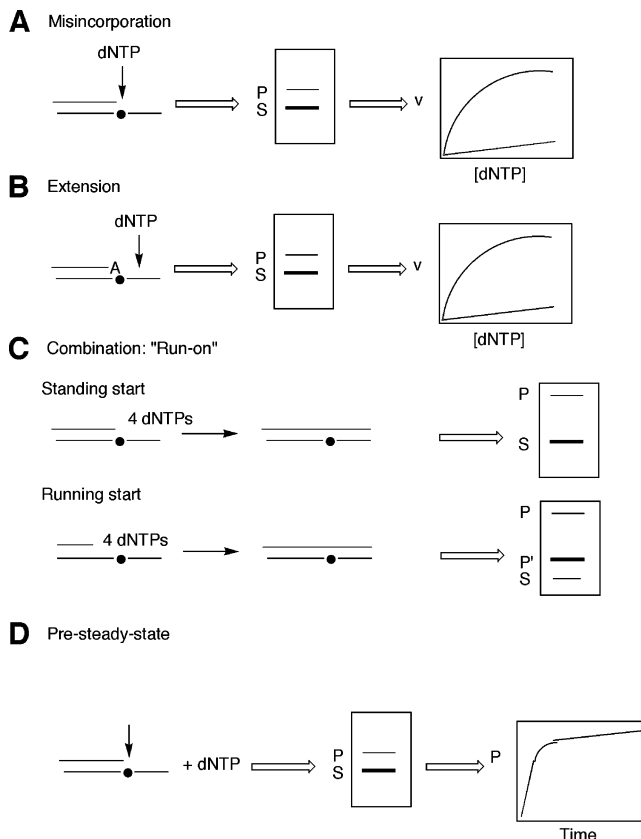 A Misincorporation
dNTP
P
S
v
[dNTP]
B Extension
dNTP
A
P
S
v
[dNTP]
C Combination: "Run-on"
Standing start
4 dNTPs
P
S
Running start
4 dNTPs
P
P'
S
D Pre-steady-state
+ dNTP
P
S
P
Time